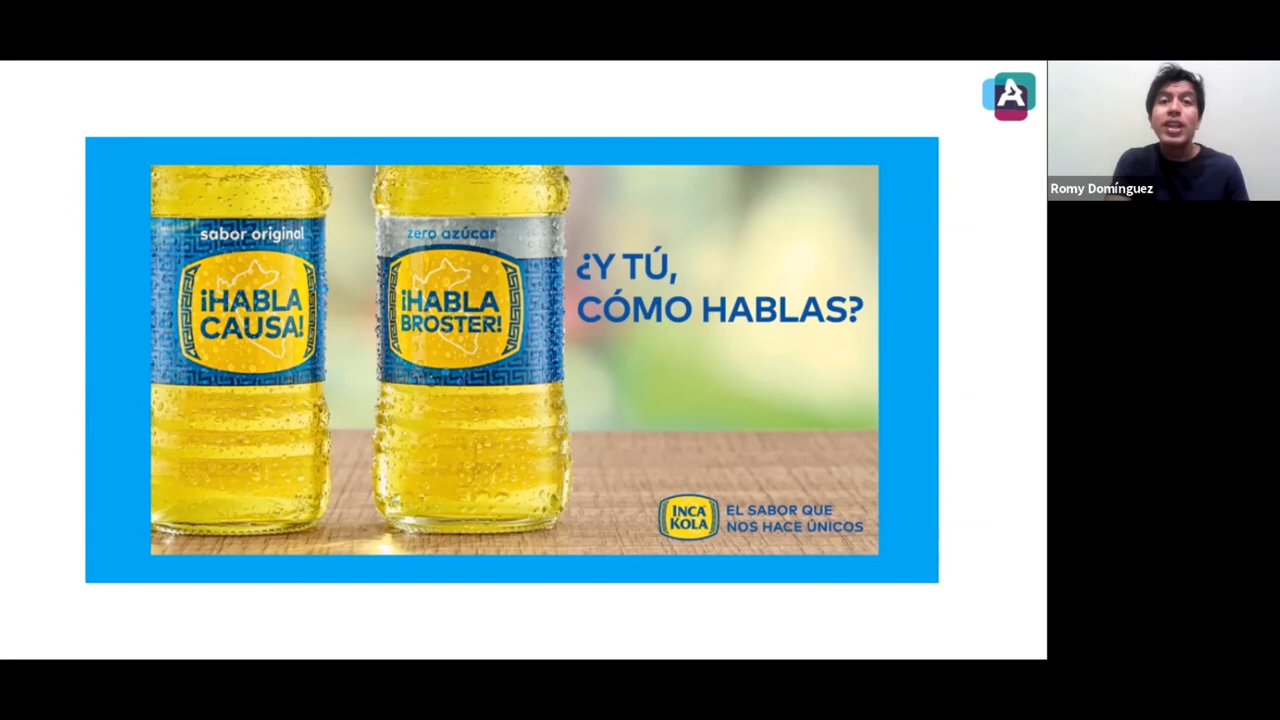 sabor original
¡HABLA
CAUSA!
zero azúcar
¡HABLA
BROSTER!
¿Y TÚ,
CÓMO HABLAS?
INCA
KOLA
EL SABOR QUE
NOS HACE ÚNICOS
A
Romy Domínguez